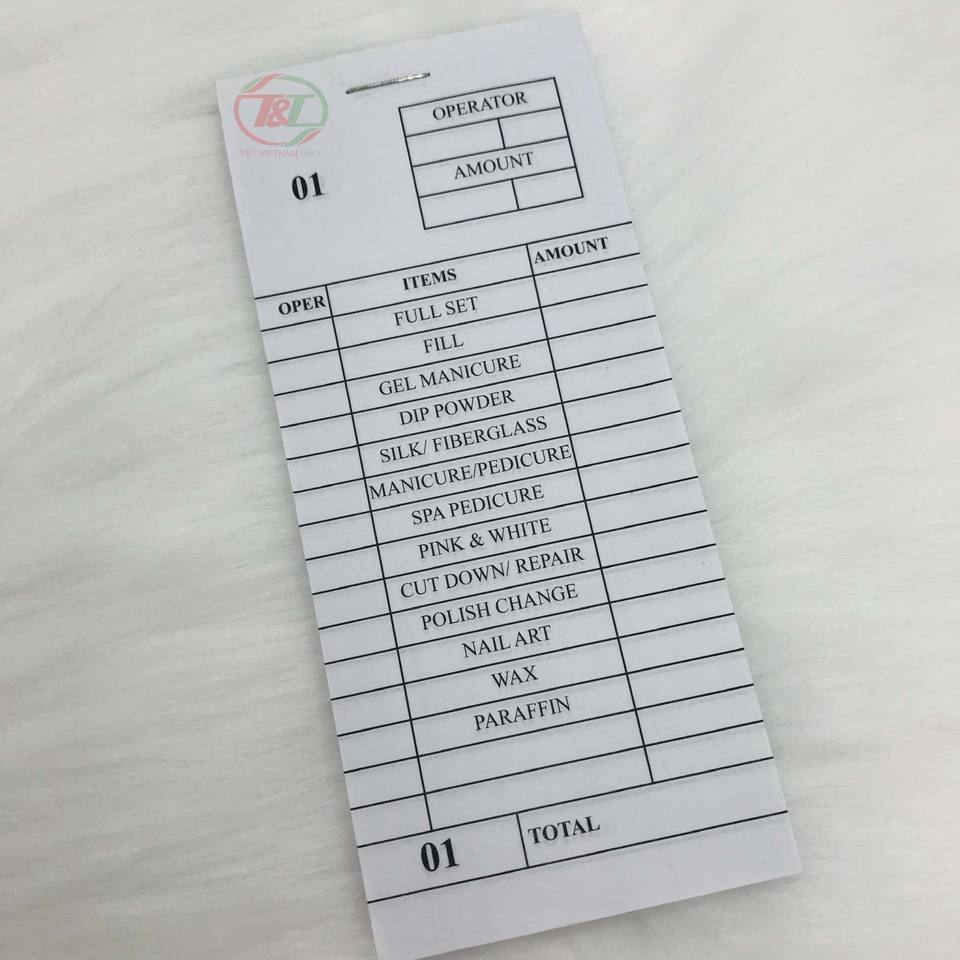 T&T
T&T VIETNAM IMEX
OPERATOR
AMOUNT
01
OPER ITEMS AMOUNT
FULL SET
FILL
GEL MANICURE
DIP POWDER
SILK/ FIBERGLASS
MANICURE/PEDICURE
SPA PEDICURE
PINK & WHITE
CUT DOWN/ REPAIR
POLISH CHANGE
NAIL ART
WAX
PARAFFIN
01 TOTAL